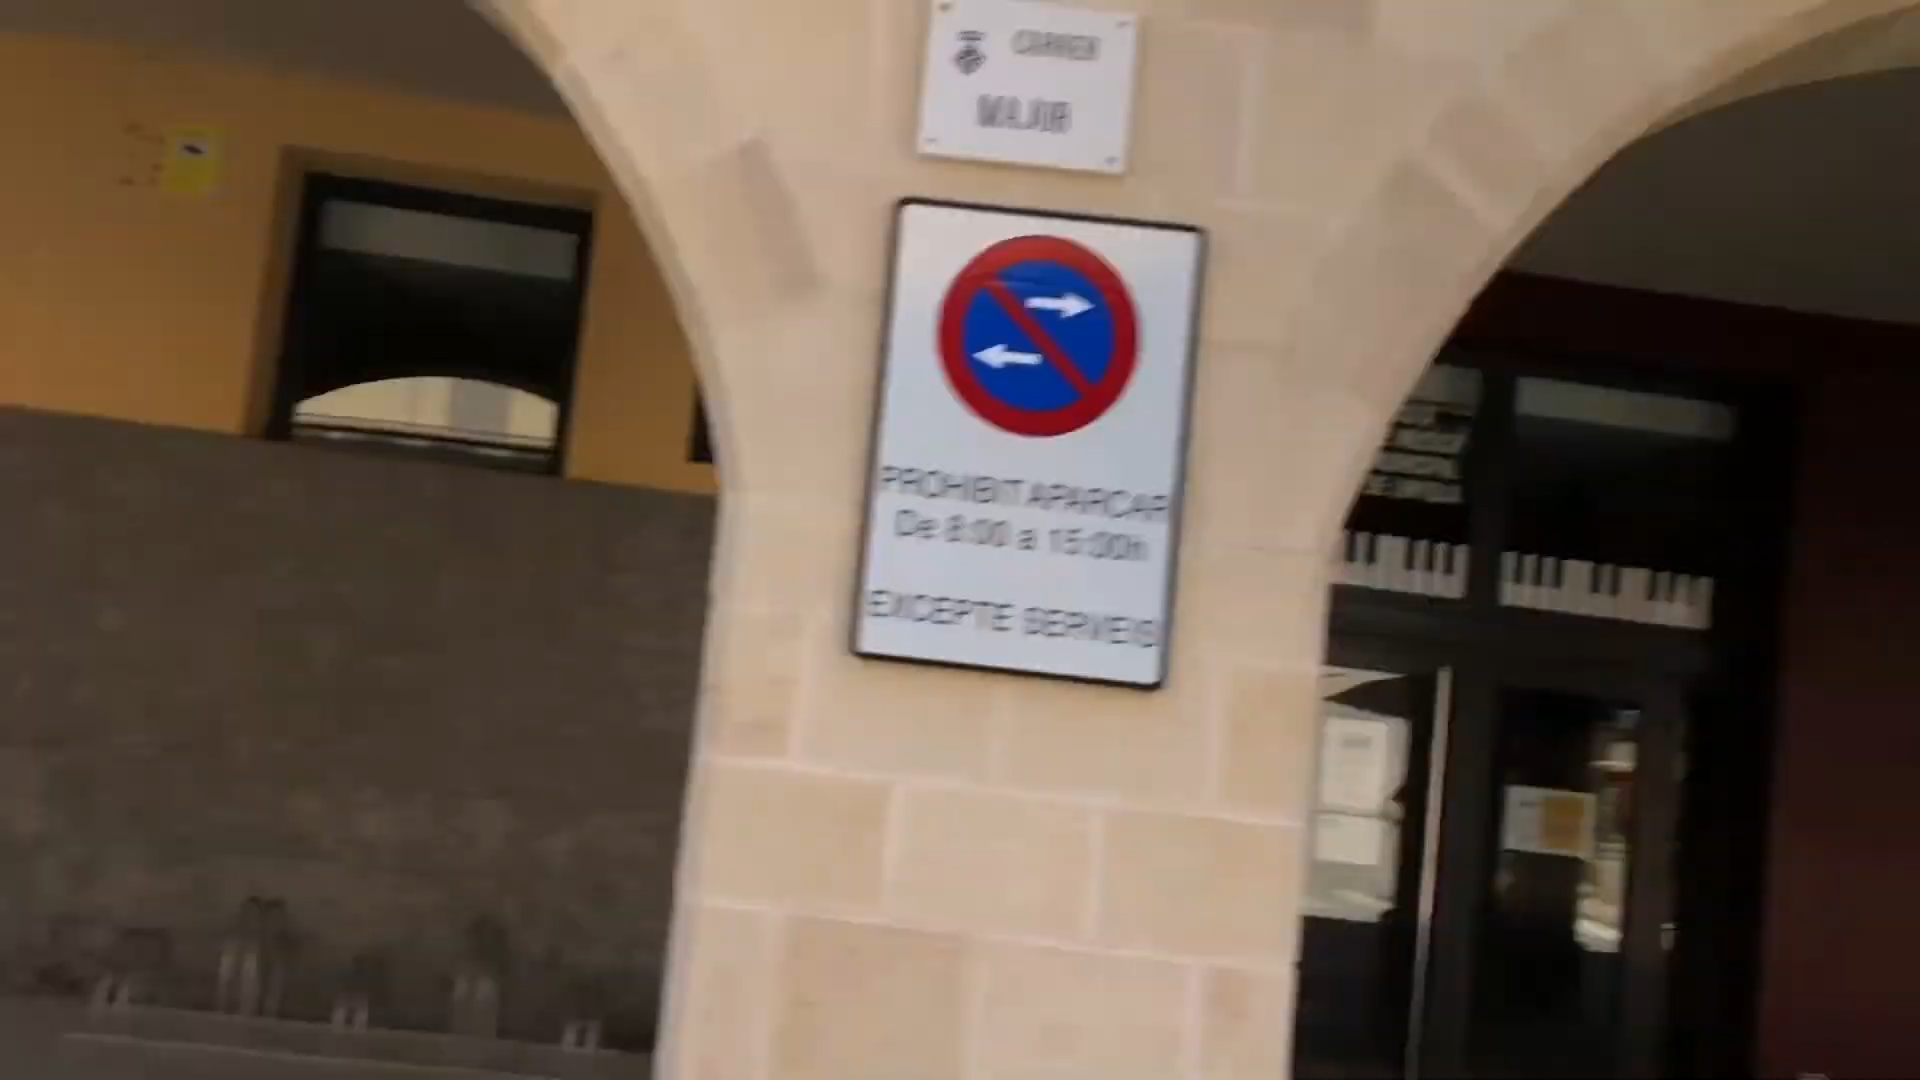 CARRER
MAJOR
PROHIBIT APARCAR
De 8:00 a 15:00h
EXCEPTE SERVEIS